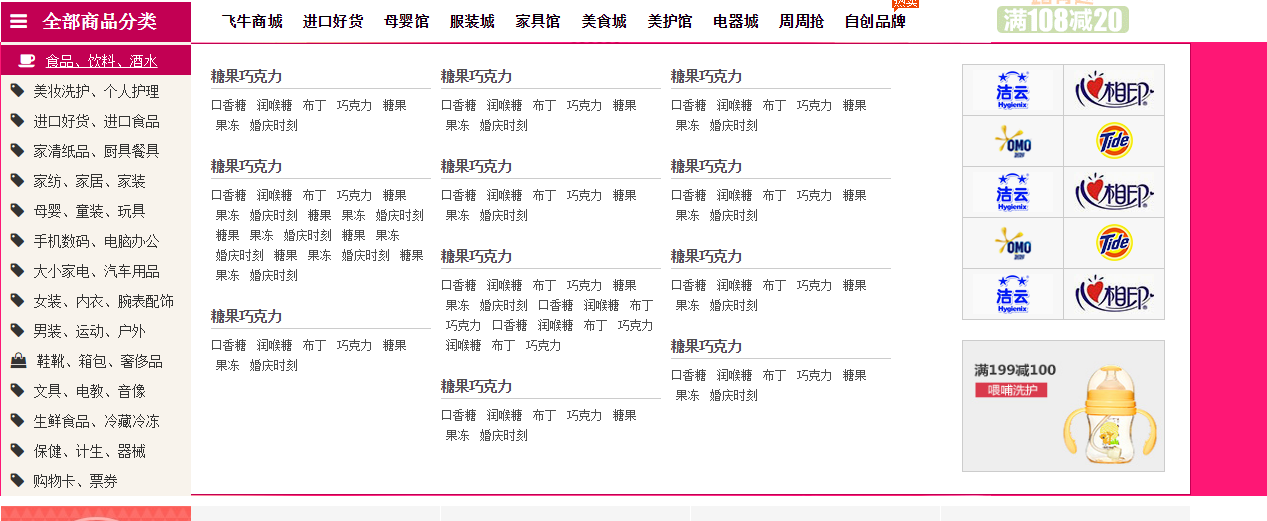 全部商品分类
飞牛商城 进口好货 母婴馆 服装城 家具馆 美食城 美护馆 电器城 周周抢 自创品牌
热卖
满108减20
食品、饮料、酒水
美妆洗护、个人护理
进口好货、进口食品
家清纸品、厨具餐具
家纺、家居、家装
母婴、童装、玩具
手机数码、电脑办公
大小家电、汽车用品
女装、内衣、腕表配饰
男装、运动、户外
鞋靴、箱包、奢侈品
文具、电教、音像
生鲜食品、冷藏冷冻
保健、计生、器械
购物卡、票券
糖果巧克力
口香糖 润喉糖 布丁 巧克力 糖果
果冻 婚庆时刻
糖果巧克力
口香糖 润喉糖 布丁 巧克力 糖果
果冻 婚庆时刻 糖果 果冻 婚庆时刻
糖果 果冻 婚庆时刻 糖果 果冻
婚庆时刻 糖果 果冻 婚庆时刻 糖果
果冻 婚庆时刻
糖果巧克力
口香糖 润喉糖 布丁 巧克力 糖果
果冻 婚庆时刻
糖果巧克力
口香糖 润喉糖 布丁 巧克力 糖果
果冻 婚庆时刻
糖果巧克力
口香糖 润喉糖 布丁 巧克力 糖果
果冻 婚庆时刻
糖果巧克力
口香糖 润喉糖 布丁 巧克力 糖果
果冻 婚庆时刻 口香糖 润喉糖 布丁
巧克力 口香糖 润喉糖 布丁 巧克力
润喉糖 布丁 巧克力
糖果巧克力
口香糖 润喉糖 布丁 巧克力 糖果
果冻 婚庆时刻
糖果巧克力
口香糖 润喉糖 布丁 巧克力 糖果
果冻 婚庆时刻
糖果巧克力
口香糖 润喉糖 布丁 巧克力 糖果
果冻 婚庆时刻
糖果巧克力
口香糖 润喉糖 布丁 巧克力 糖果
果冻 婚庆时刻
糖果巧克力
口香糖 润喉糖 布丁 巧克力 糖果
果冻 婚庆时刻
洁云
Hygienix
心相印
OMO
Tide
洁云
Hygienix
心相印
OMO
Tide
洁云
Hygienix
心相印
满199减100
喂哺洗护